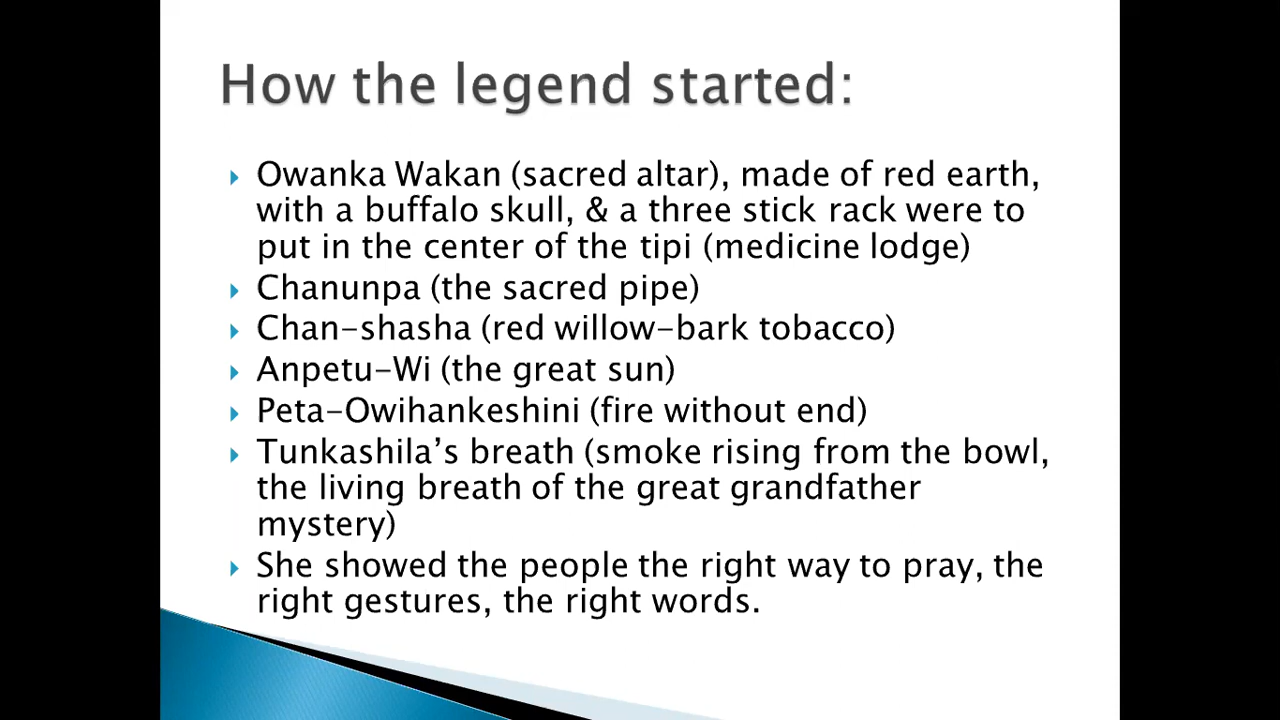 How the legend started:
Owanka Wakan (sacred altar), made of red earth,
with a buffalo skull, & a three stick rack were to
put in the center of the tipi (medicine lodge)
Chanunpa (the sacred pipe)
Chan-shasha (red willow-bark tobacco)
Anpetu-Wi (the great sun)
Peta-Owihankeshini (fire without end)
Tunkashila’s breath (smoke rising from the bowl,
the living breath of the great grandfather
mystery)
She showed the people the right way to pray, the
right gestures, the right words.